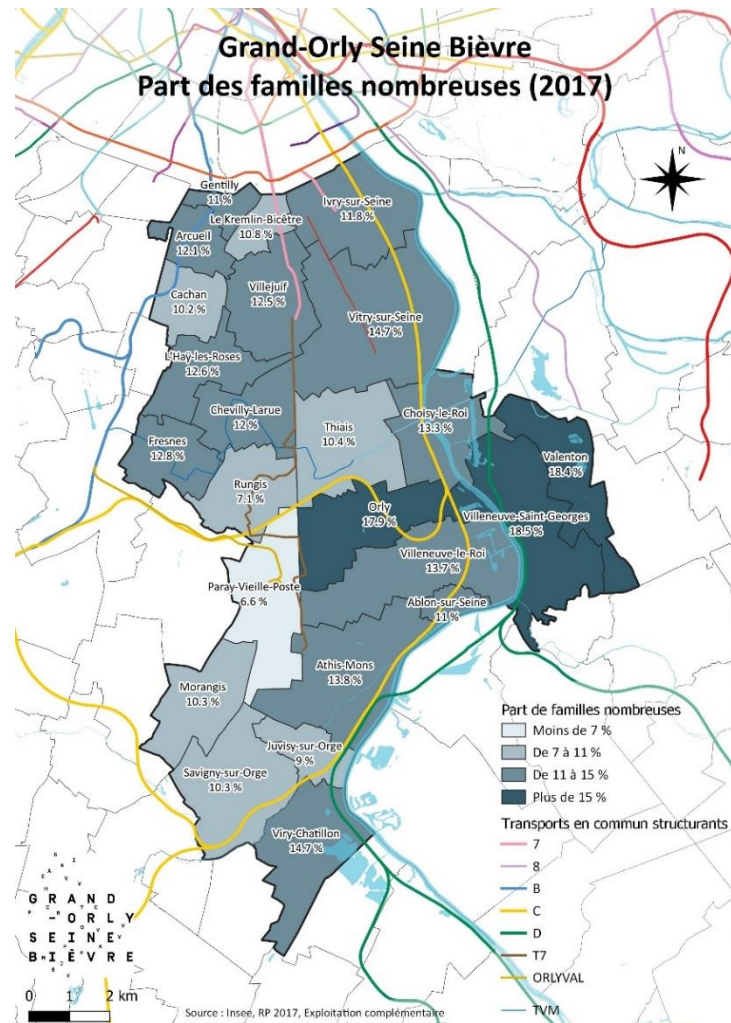 Grand-Orly Seine Bièvre
Part des familles nombreuses (2017)
N
Gentilly
11 %
Ivry-sur-Seine
11.8 %
Le Kremlin-Bicêtre
10.8 %
Arcueil
12.1 %
Villejuif
12.5 %
Cachan
10.2 %
Vitry-sur-Seine
14.7 %
L'Haÿ-les-Roses
12.6 %
Chevilly-Larue
12 %
Thiais
10.4 %
Choisy-le-Roi
13.3 %
Fresnes
12.8 %
Valenton
18.4 %
Rungis
7.1 %
Orly
17.9 %
Villeneuve-Saint-Georges
18.5 %
Villeneuve-le-Roi
13.7 %
Paray-Vieille-Poste
6.6 %
Ablon-sur-Seine
11 %
Athis-Mons
13.8 %
Morangis
10.3 %
Juvisy-sur-Orge
9 %
Savigny-sur-Orge
10.3 %
Viry-Chatillon
14.7 %
Part de familles nombreuses
Moins de 7 %
De 7 à 11 %
De 11 à 15 %
Plus de 15 %
Transports en commun structurants
7
8
B
C
D
T7
ORLYVAL
TVM
GRAND
-ORLY
SEINE
BIÈVRE
0 1 2 km
Source : Insee, RP 2017, Exploitation complémentaire